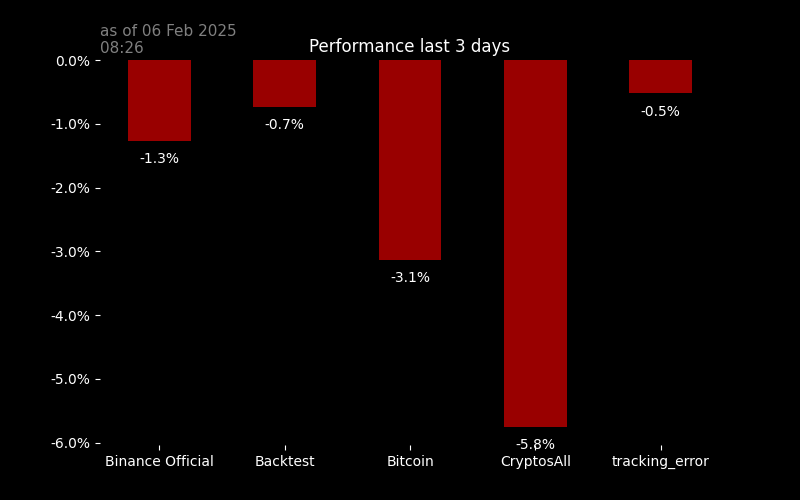 as of 06 Feb 2025
08:26
Performance last 3 days
0.0%
-1.0%
-2.0%
-3.0%
-4.0%
-5.0%
-6.0%
-1.3%
-0.7%
-3.1%
-5.8%
-0.5%
Binance Official
Backtest
Bitcoin
CryptosAll
tracking_error